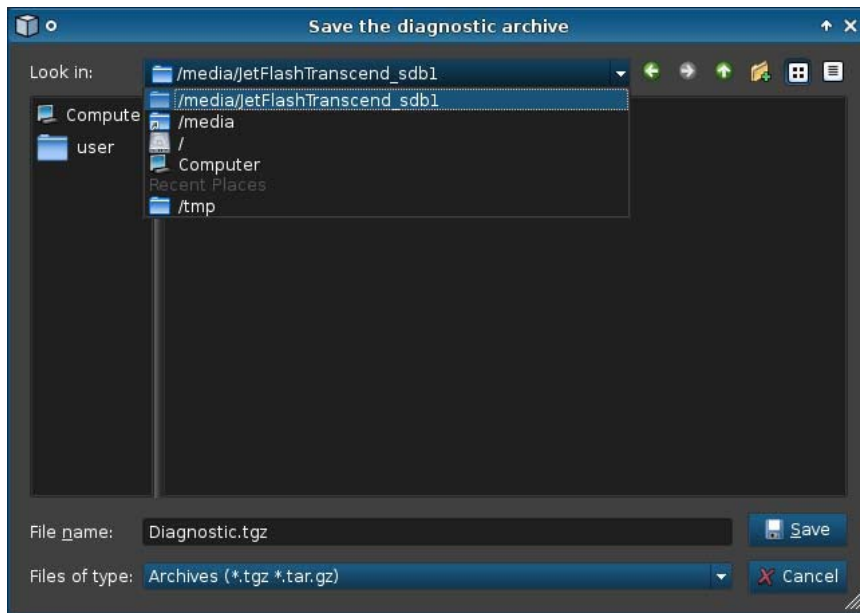 Save the diagnostic archive
Look in: /media/JetFlashTranscend_sdb1
/media/JetFlashTranscend_sdb1
/media
/
Computer
Recent Places
/tmp
Compute
user
File name: Diagnostic.tgz Save
Files of type: Archives (*.tgz *.tar.gz) Cancel